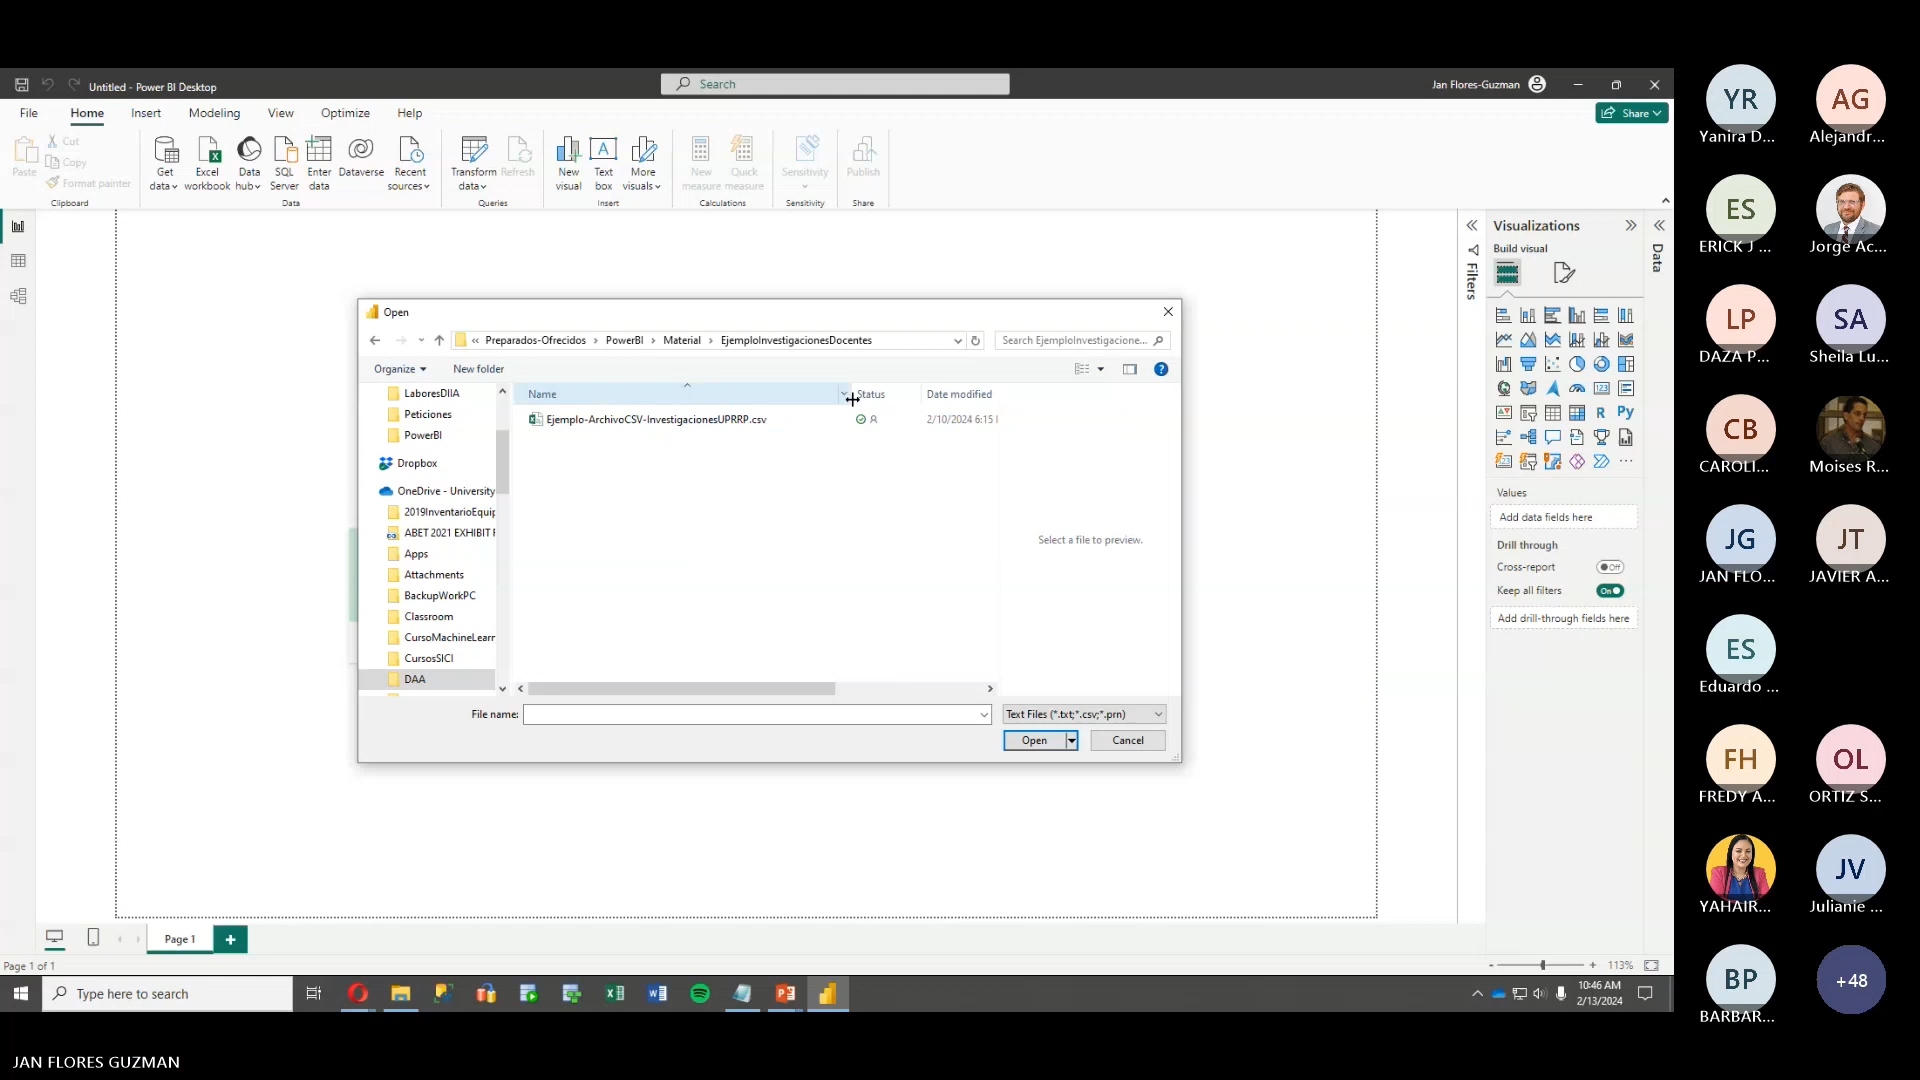 Untitled - Power BI Desktop
Search
Jan Flores-Guzman
File
Home
Insert
Modeling
View
Optimize
Help
Share
Paste
Cut
Copy
Format painter
Clipboard
Get data
Excel workbook
Data hub
SQL Server
Enter data
Dataverse
Recent sources
Data
Transform data
Refresh
Queries
New visual
Text box
More visuals
Insert
New measure
Quick measure
Calculations
Sensitivity
Sensitivity
Publish
Share
Filters
Visualizations
Build visual
Data
Values
Add data fields here
Drill through
Cross-report
Off
Keep all filters
On
Add drill-through fields here
Open
« Preparados-Ofrecidos > PowerBI > Material > EjemploInvestigacionesDocentes
Search EjemploInvestigacione...
Organize
New folder
LaboresDIIA
Peticiones
PowerBI
Dropbox
OneDrive - University
2019InventarioEquip
ABET 2021 EXHIBIT F
Apps
Attachments
BackupWorkPC
Classroom
CursoMachineLearn
CursosSICI
DAA
Name
Status
Date modified
Ejemplo-ArchivoCSV-InvestigacionesUPRRP.csv
2/10/2024 6:15
Select a file to preview.
File name:
Text Files (*.txt;*.csv;*.prn)
Open
Cancel
Page 1
Page 1 of 1
113%
Type here to search
10:46 AM
2/13/2024
YR
Yanira D...
AG
Alejandr...
ES
ERICK J ...
Jorge Ac...
LP
DAZA P...
SA
Sheila Lu...
CB
CAROLI...
Moises R...
JG
JAN FLO...
JT
JAVIER A...
ES
Eduardo ...
FH
FREDY A...
OL
ORTIZ S...
YAHAIR...
JV
Julianie ...
BP
BARBAR...
+48
JAN FLORES GUZMAN